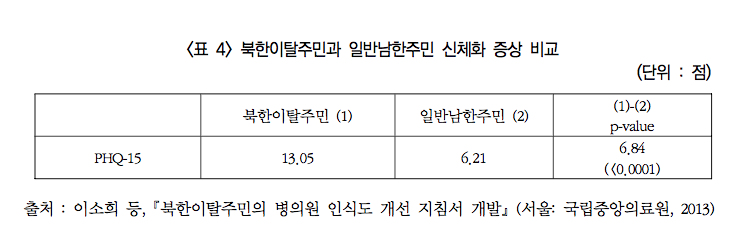 <표 4> 북한이탈주민과 일반남한주민 신체화 증상 비교
(단위 : 점)
북한이탈주민 (1) 일반남한주민 (2) (1)-(2)
p-value
PHQ-15 13.05 6.21 6.84
(<0.0001)
출처 : 이소희 등, 『북한이탈주민의 병의원 인식도 개선 지침서 개발』 (서울: 국립중앙의료원, 2013)